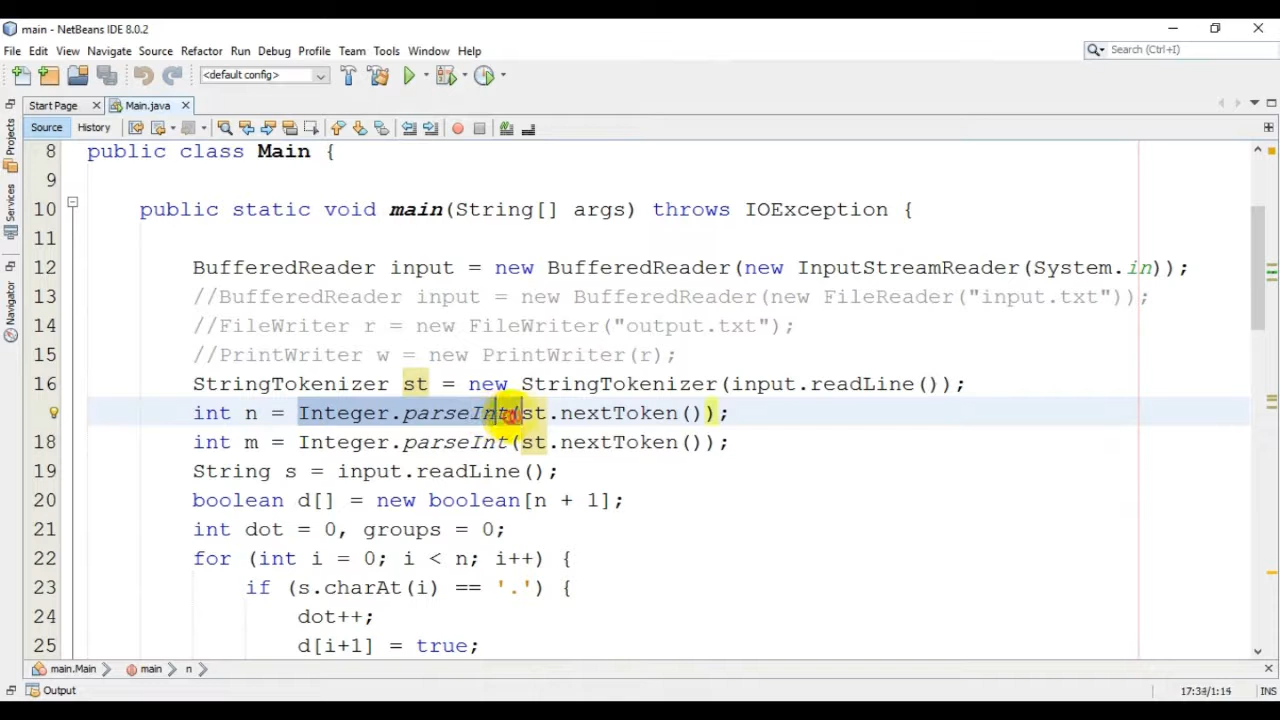 main - NetBeans IDE 8.0.2
File Edit View Navigate Source Refactor Run Debug Profile Team Tools Window Help
Search (Ctrl+I)
<default config>
Start Page Main.java
Source History
Projects
Services
Navigator
8 public class Main {
9
10 public static void main(String[] args) throws IOException {
11
12 BufferedReader input = new BufferedReader(new InputStreamReader(System.in));
13 //BufferedReader input = new BufferedReader(new FileReader("input.txt"));
14 //FileWriter r = new FileWriter("output.txt");
15 //PrintWriter w = new PrintWriter(r);
16 StringTokenizer st = new StringTokenizer(input.readLine());
int n = Integer.parseInt(st.nextToken());
18 int m = Integer.parseInt(st.nextToken());
19 String s = input.readLine();
20 boolean d[] = new boolean[n + 1];
21 int dot = 0, groups = 0;
22 for (int i = 0; i < n; i++) {
23 if (s.charAt(i) == '.') {
24 dot++;
25 d[i+1] = true;
main.Main main n
Output
INS